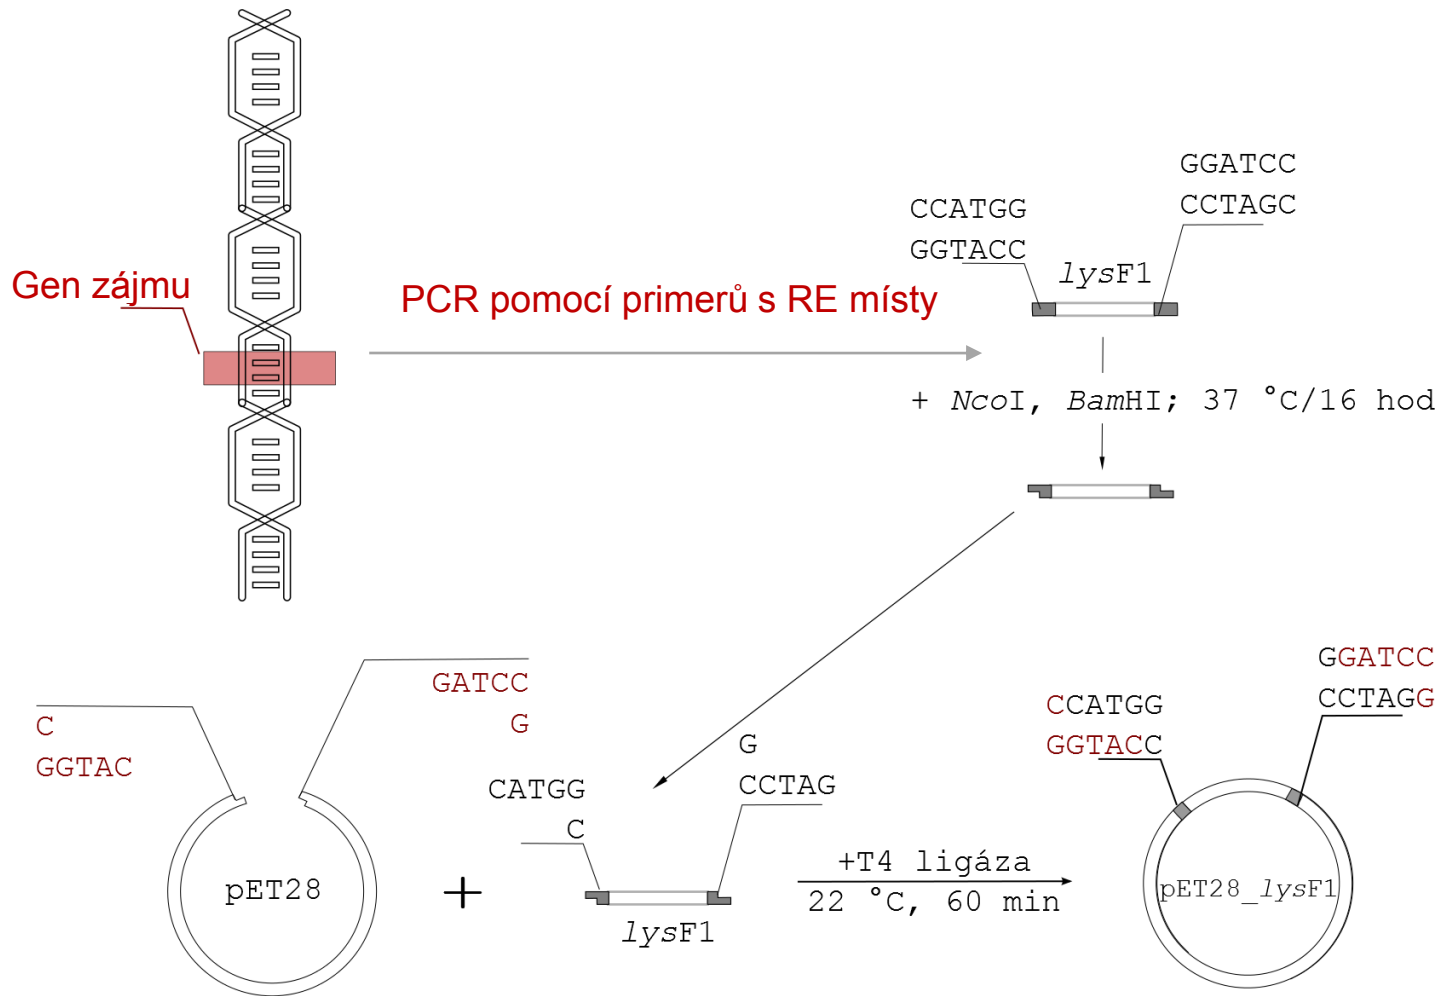 GGATCC
CCTAGC
CCATGG
GGTACC
lysF1
Gen zájmu
PCR pomocí primerů s RE místy
+ NcoI, BamHI; 37 °C/16 hod
GATCC
G
C
GGTAC
pET28
+
G
CCTAG
CATGG
C
lysF1
+T4 ligáza
22 °C, 60 min
GGATCC
CCTAGG
CCATGG
GGTACC
pET28_lysF1